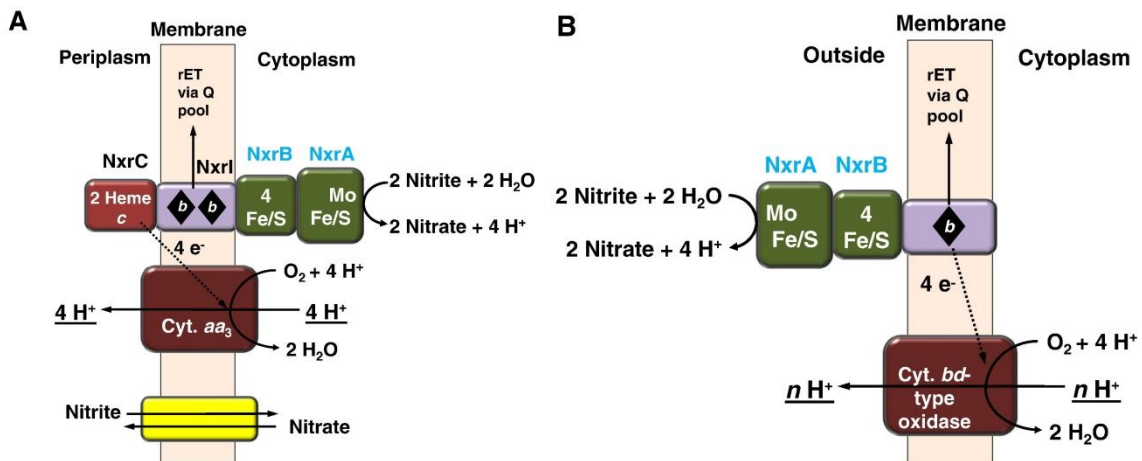 A
Membrane
Periplasm
Cytoplasm
rET
via Q
pool
NxrC
NxrI
NxrB
NxrA
2 Heme
c
b
b
4
Fe/S
Mo
Fe/S
2 Nitrite + 2 H₂O
2 Nitrate + 4 H⁺
4 e⁻
O₂ + 4 H⁺
4 H⁺
4 H⁺
Cyt. aa₃
2 H₂O
Nitrite
Nitrate
B
Membrane
Outside
Cytoplasm
rET
via Q
pool
NxrA
NxrB
2 Nitrite + 2 H₂O
2 Nitrate + 4 H⁺
Mo
Fe/S
4
Fe/S
b
4 e⁻
O₂ + 4 H⁺
n H⁺
n H⁺
Cyt. bd-
type
oxidase
2 H₂O